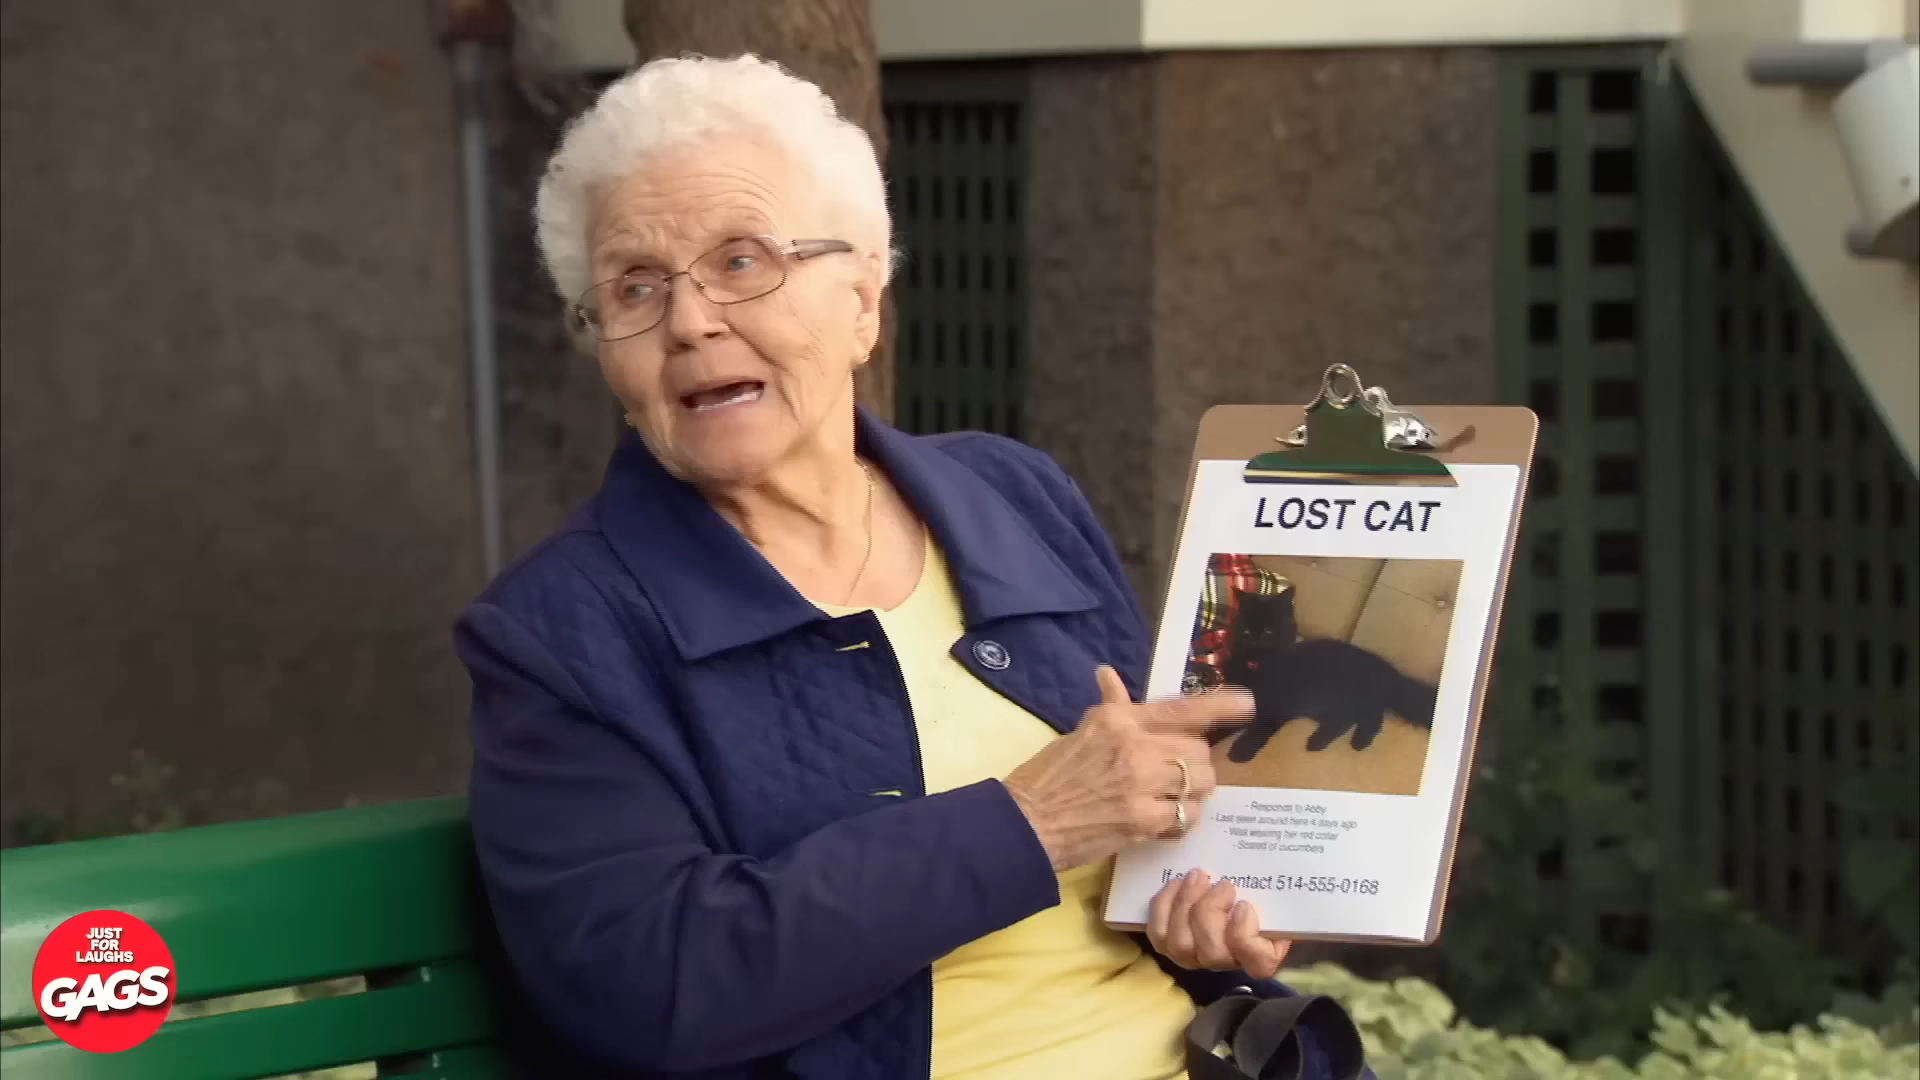 LOST CAT
- Responds to Abby
- Last seen around here 4 days ago
- Was wearing her red collar
- Scared of cucumbers
If contact 514-555-0168
JUST
FOR
LAUGHS
GAGS